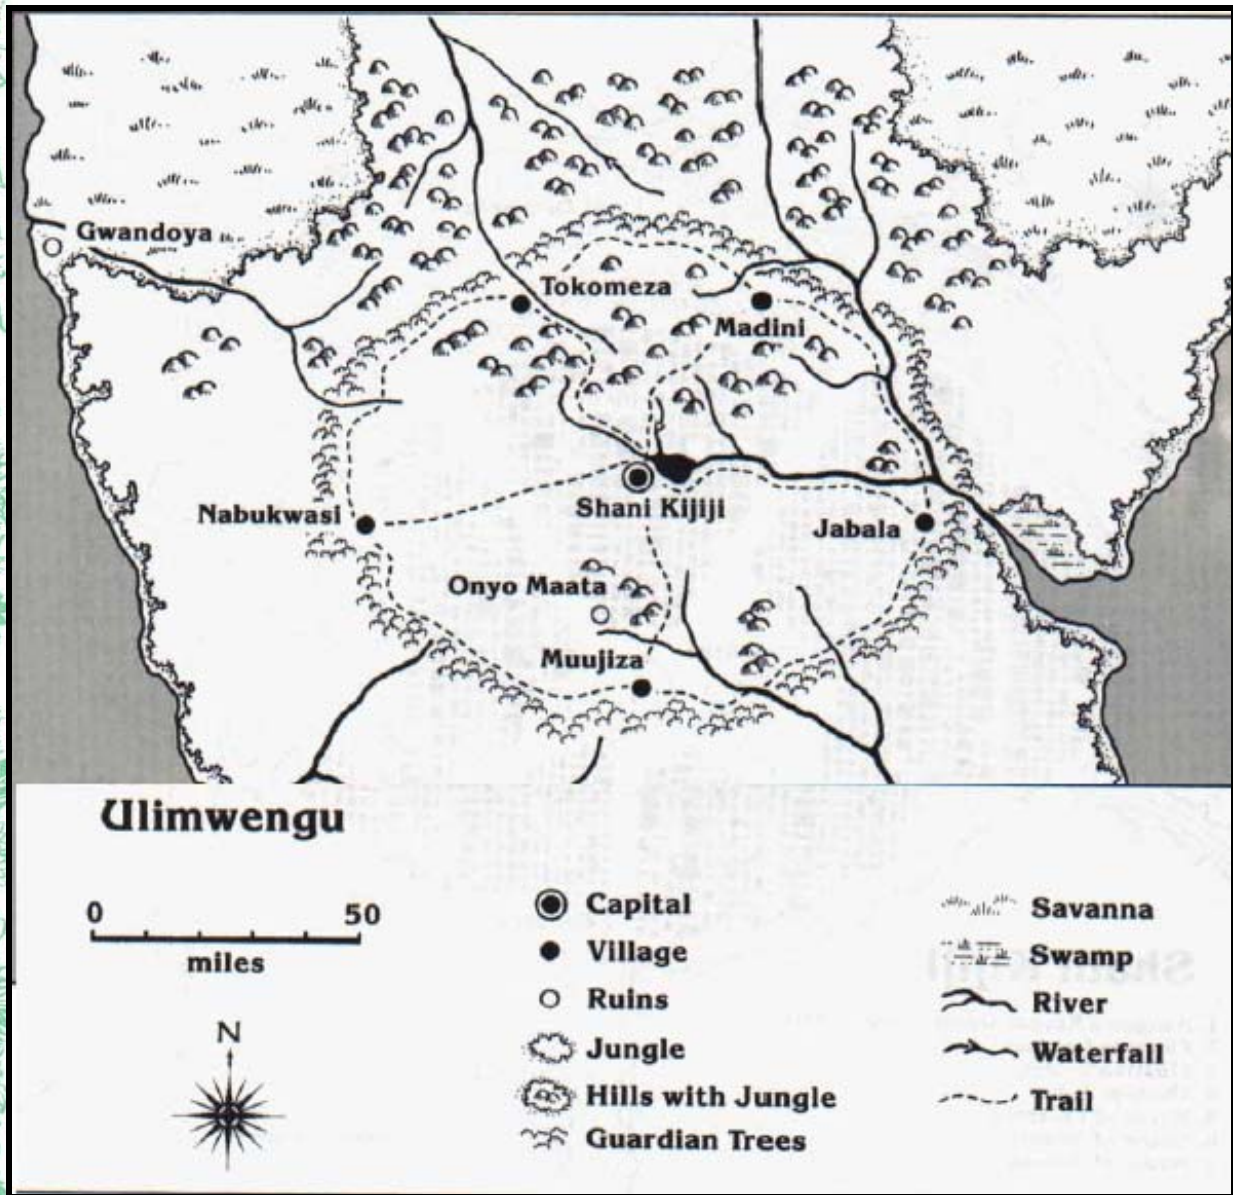 Gwandoya
Tokomeza
Madini
Nabukwasi
Shani Kijiji
Jabala
Onyo Maata
Muujiza
Ulimwengu
0 50
miles
N
Capital
Village
Ruins
Jungle
Hills with Jungle
Guardian Trees
Savanna
Swamp
River
Waterfall
Trail